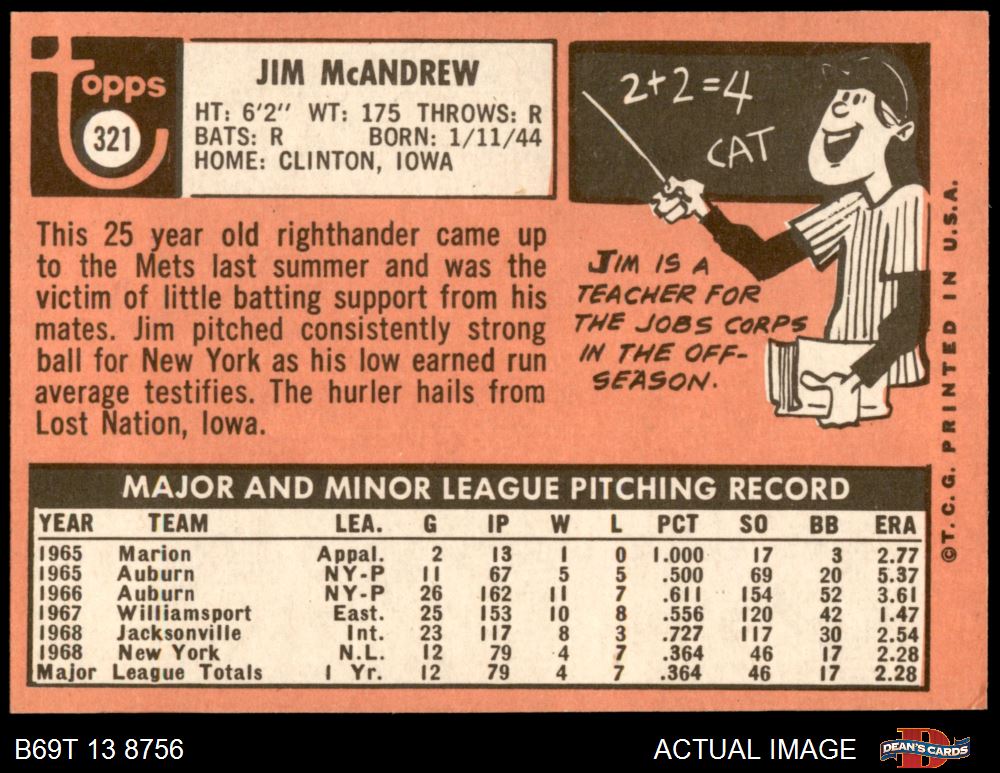 Topps
321
JIM McANDREW
HT: 6'2" WT: 175 THROWS: R
BATS: R BORN: 1/11/44
HOME: CLINTON, IOWA
2+2=4
CAT
This 25 year old righthander came up
to the Mets last summer and was the
victim of little batting support from his
mates. Jim pitched consistently strong
ball for New York as his low earned run
average testifies. The hurler hails from
Lost Nation, Iowa.
JIM IS A
TEACHER FOR
THE JOBS CORPS
IN THE OFF-
SEASON.
©T.C.G. PRINTED IN U.S.A.
MAJOR AND MINOR LEAGUE PITCHING RECORD
YEAR TEAM LEA. G IP W L PCT SO BB ERA
1965 Marion Appal. 2 13 1 0 1.000 17 3 2.77
1965 Auburn NY-P 11 67 5 5 .500 69 20 5.37
1966 Auburn NY-P 26 162 11 7 .611 154 52 3.61
1967 Williamsport East. 25 153 10 8 .556 120 42 1.47
1968 Jacksonville Int. 23 117 8 3 .727 117 30 2.54
1968 New York N.L. 12 79 4 7 .364 46 17 2.28
Major League Totals 1 Yr. 12 79 4 7 .364 46 17 2.28
B69T 13 8756
ACTUAL IMAGE
DEAN'S CARDS